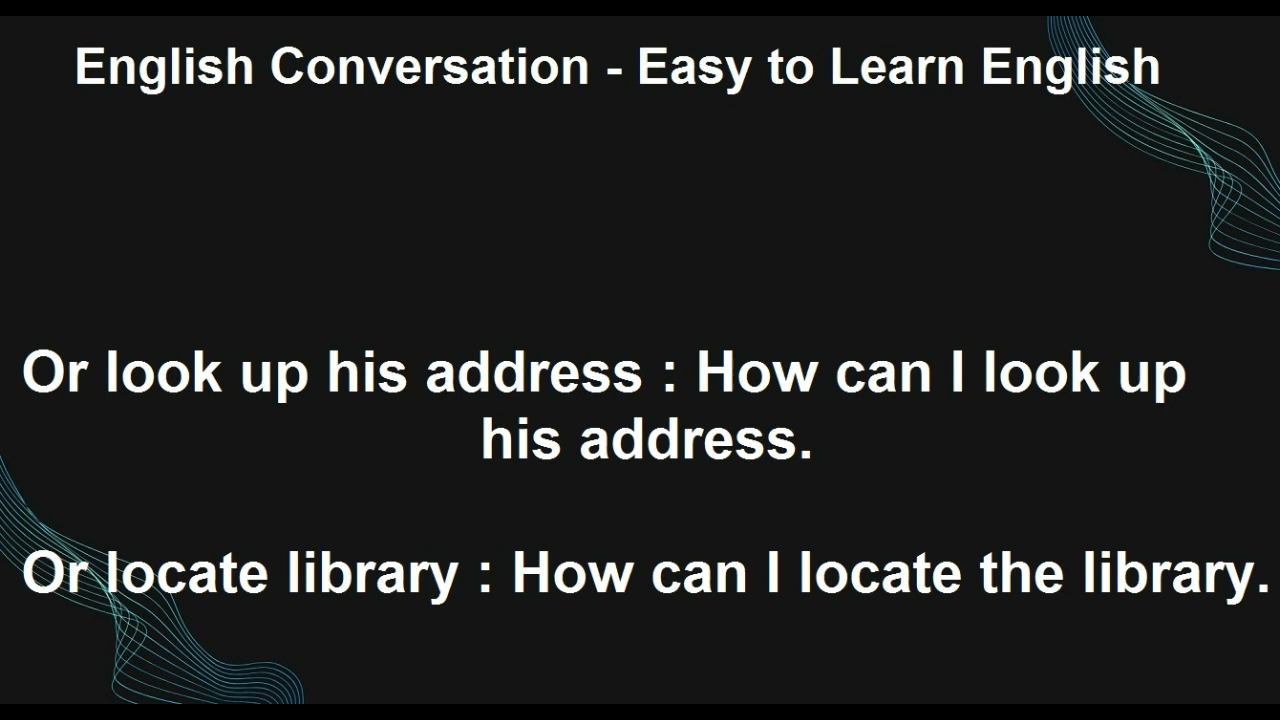 English Conversation - Easy to Learn English
Or look up his address : How can I look up
his address.
Or locate library : How can I locate the library.